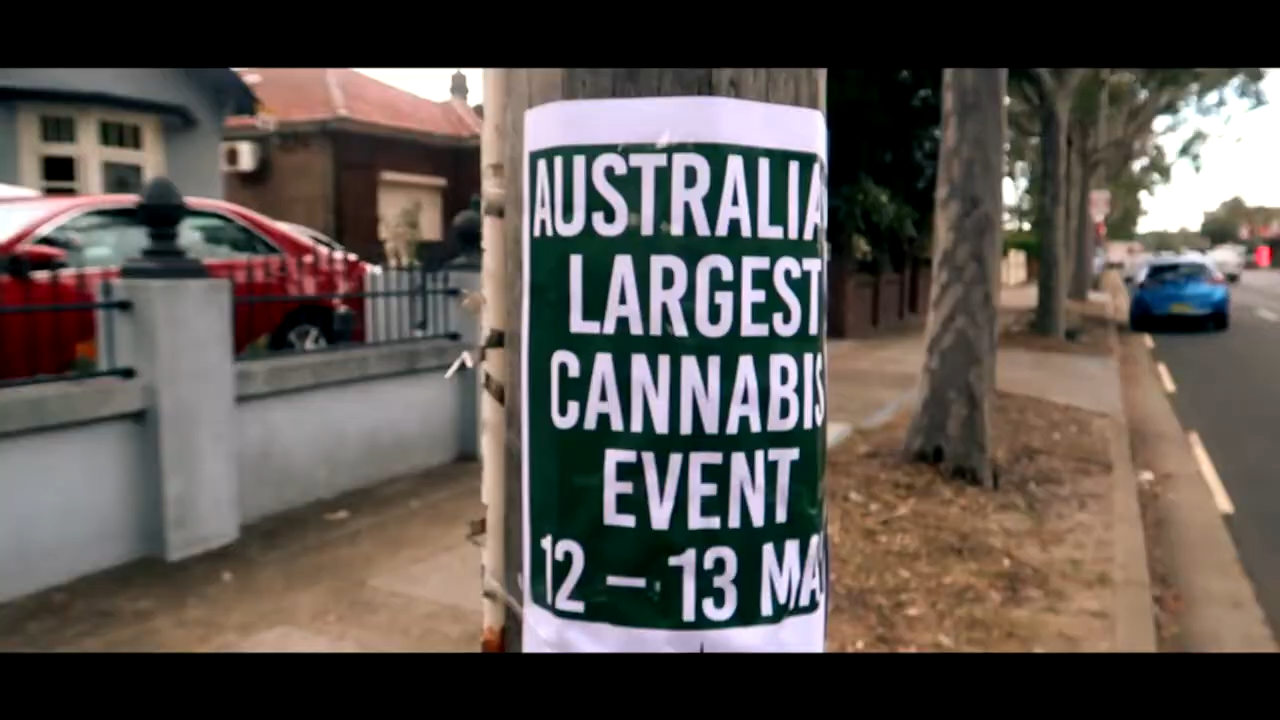 AUSTRALIA
LARGEST
CANNABIS
EVENT
12 – 13 MA